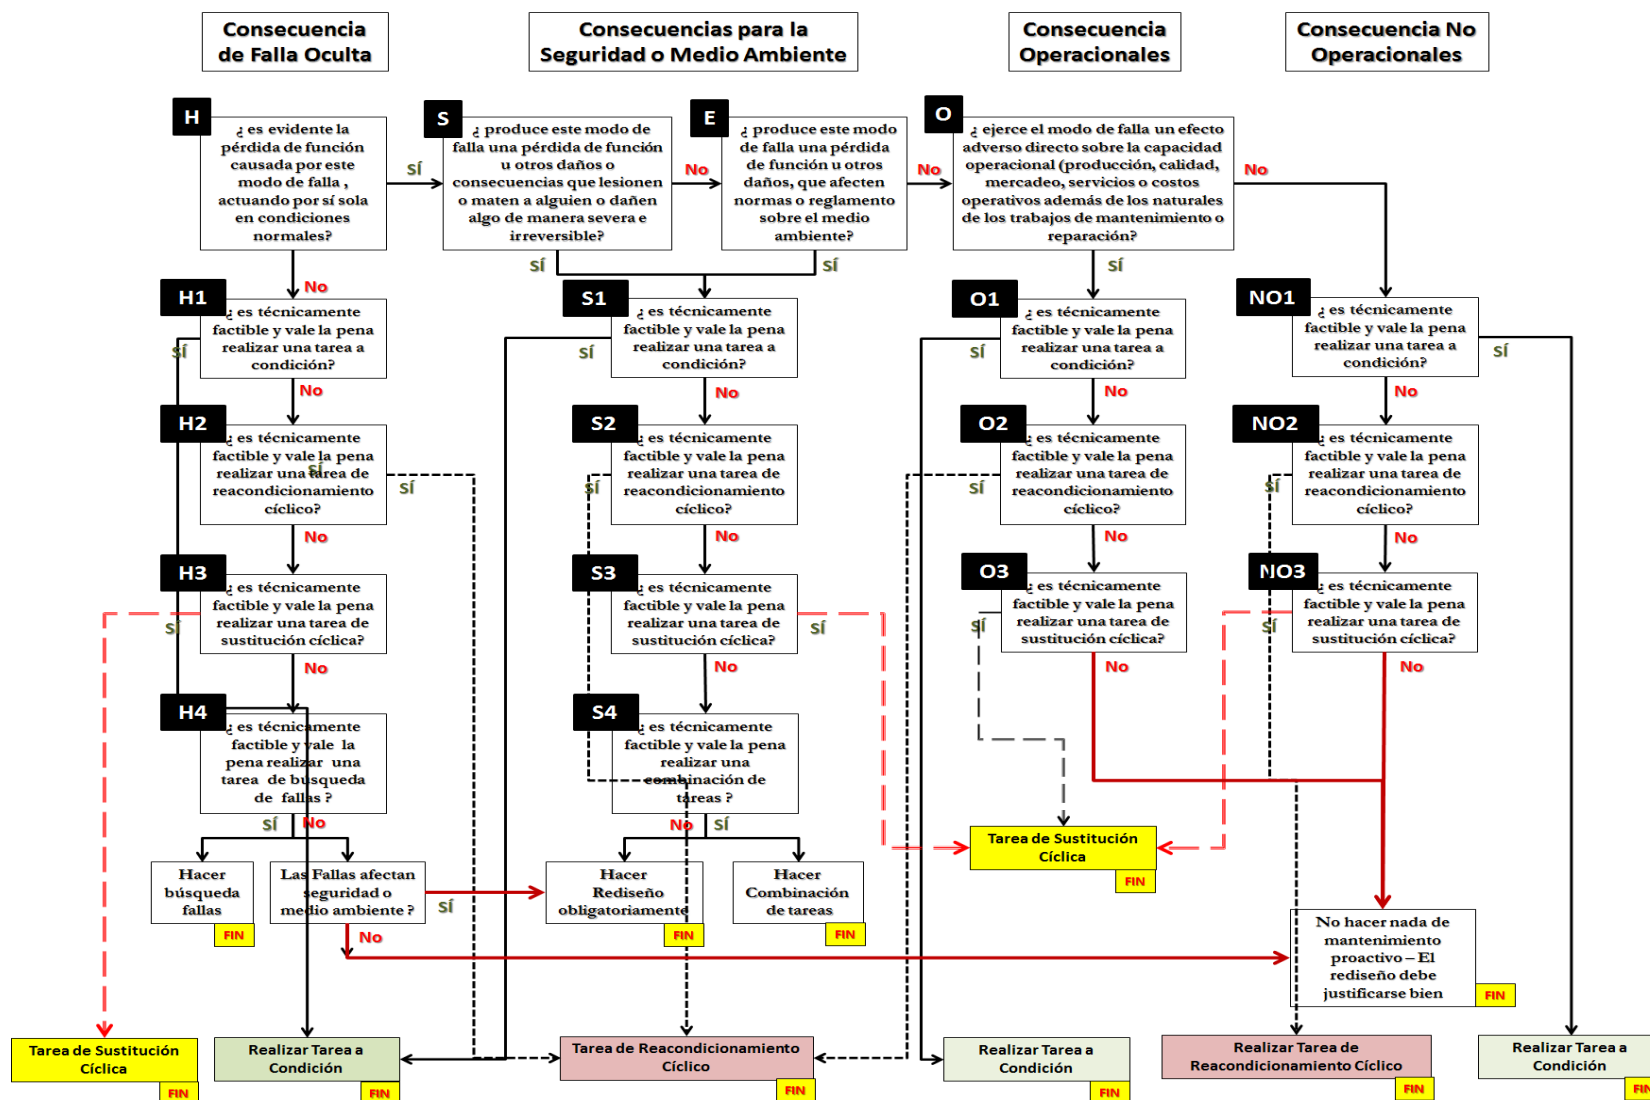 Consecuencia
de Falla Oculta
Consecuencias para la
Seguridad o Medio Ambiente
Consecuencia
Operacionales
Consecuencia No
Operacionales
H
¿ es evidente la
pérdida de función
causada por este
modo de falla ,
actuando por sí sola
en condiciones
normales?
SÍ
No
S
¿ produce este modo de
falla una pérdida de función
u otros daños o
consecuencias que lesionen
o maten a alguien o dañen
algo de manera severa e
irreversible?
No
SÍ
E
¿ produce este modo
de falla una pérdida
de función u otros
daños, que afecten
normas o reglamento
sobre el medio
ambiente?
No
SÍ
O
¿ ejerce el modo de falla un efecto
adverso directo sobre la capacidad
operacional (producción, calidad,
mercadeo, servicios o costos
operativos además de los naturales
de los trabajos de mantenimiento o
reparación?
No
SÍ
H1
¿ es técnicamente
factible y vale la pena
realizar una tarea a
condición?
SÍ
No
S1
¿ es técnicamente
factible y vale la pena
realizar una tarea a
condición?
SÍ
No
O1
¿ es técnicamente
factible y vale la pena
realizar una tarea a
condición?
SÍ
No
NO1
¿ es técnicamente
factible y vale la pena
realizar una tarea a
condición?
SÍ
No
H2
¿ es técnicamente
factible y vale la pena
realizar una tarea de
reacondicionamiento
cíclico?
SÍ
SÍ
No
S2
¿ es técnicamente
factible y vale la pena
realizar una tarea de
reacondicionamiento
cíclico?
SÍ
No
O2
¿ es técnicamente
factible y vale la pena
realizar una tarea de
reacondicionamiento
cíclico?
SÍ
No
NO2
¿ es técnicamente
factible y vale la pena
realizar una tarea de
reacondicionamiento
cíclico?
SÍ
No
H3
¿ es técnicamente
factible y vale la pena
realizar una tarea de
sustitución cíclica?
SÍ
No
S3
¿ es técnicamente
factible y vale la pena
realizar una tarea de
sustitución cíclica?
SÍ
No
O3
¿ es técnicamente
factible y vale la pena
realizar una tarea de
sustitución cíclica?
SÍ
No
NO3
¿ es técnicamente
factible y vale la pena
realizar una tarea de
sustitución cíclica?
SÍ
No
H4
¿ es técnicamente
factible y vale la
pena realizar una
tarea de búsqueda
de fallas ?
SÍ
No
S4
¿ es técnicamente
factible y vale la pena
realizar una
combinación de
tareas ?
No
SÍ
Tarea de Sustitución
Cíclica
FIN
Hacer
búsqueda
fallas
FIN
Las Fallas afectan
seguridad o
medio ambiente ?
SÍ
No
Hacer
Rediseño
obligatoriamente
FIN
Hacer
Combinación
de tareas
FIN
No hacer nada de
mantenimiento
proactivo – El
rediseño debe
justificarse bien
FIN
Tarea de Sustitución
Cíclica
FIN
Realizar Tarea a
Condición
FIN
Tarea de Reacondicionamiento
Cíclico
FIN
Realizar Tarea a
Condición
FIN
Realizar Tarea de
Reacondicionamiento Cíclico
FIN
Realizar Tarea a
Condición
FIN